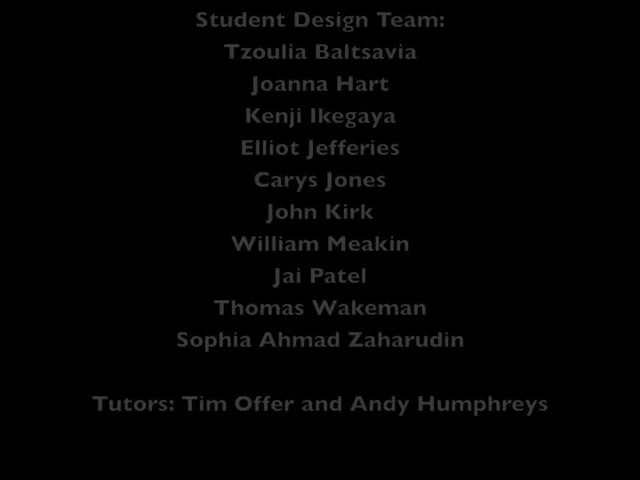 Student Design Team:
Tzoulia Baltsavia
Joanna Hart
Kenji Ikegaya
Elliot Jefferies
Carys Jones
John Kirk
William Meakin
Jai Patel
Thomas Wakeman
Sophia Ahmad Zaharudin
Tutors: Tim Offer and Andy Humphreys